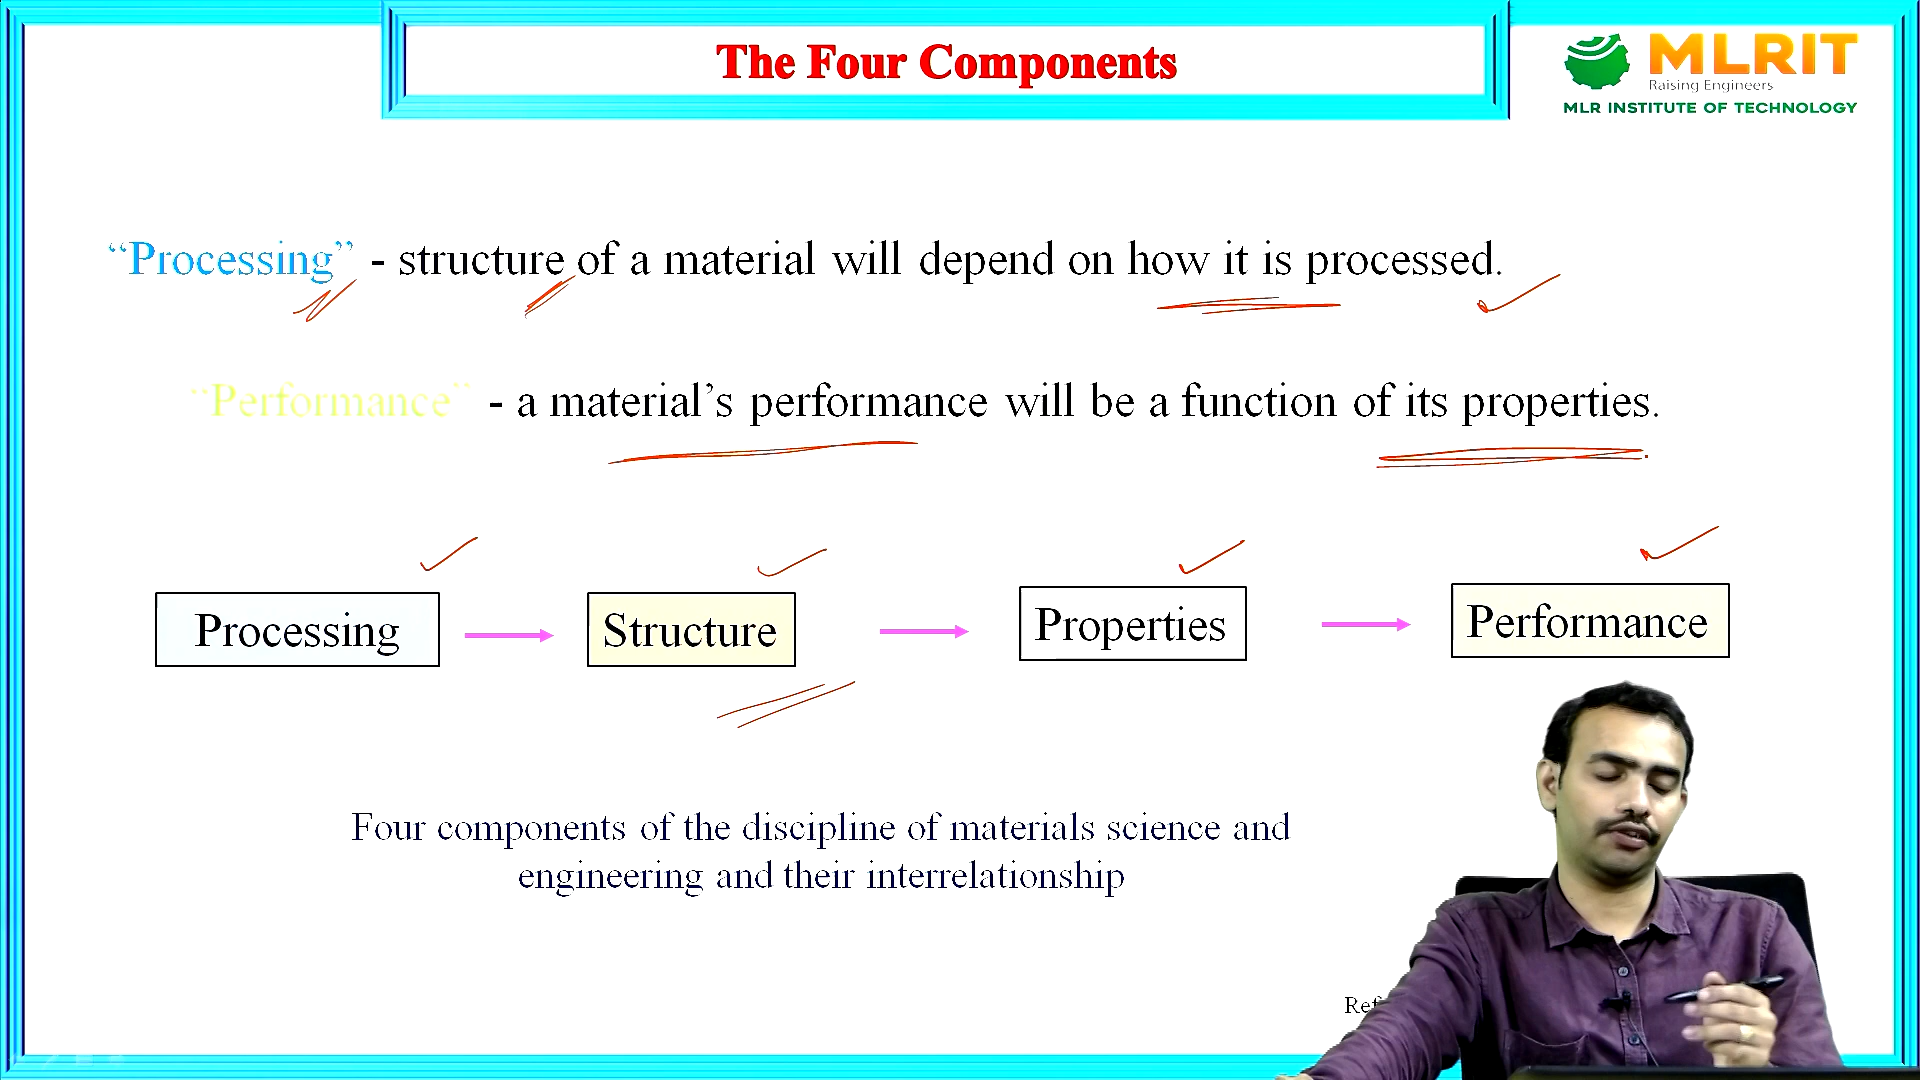 The Four Components
MLRIT
Raising Engineers
MLR INSTITUTE OF TECHNOLOGY
“Processing” - structure of a material will depend on how it is processed.
“Performance” - a material’s performance will be a function of its properties.
Processing
Structure
Properties
Performance
Four components of the discipline of materials science and
engineering and their interrelationship